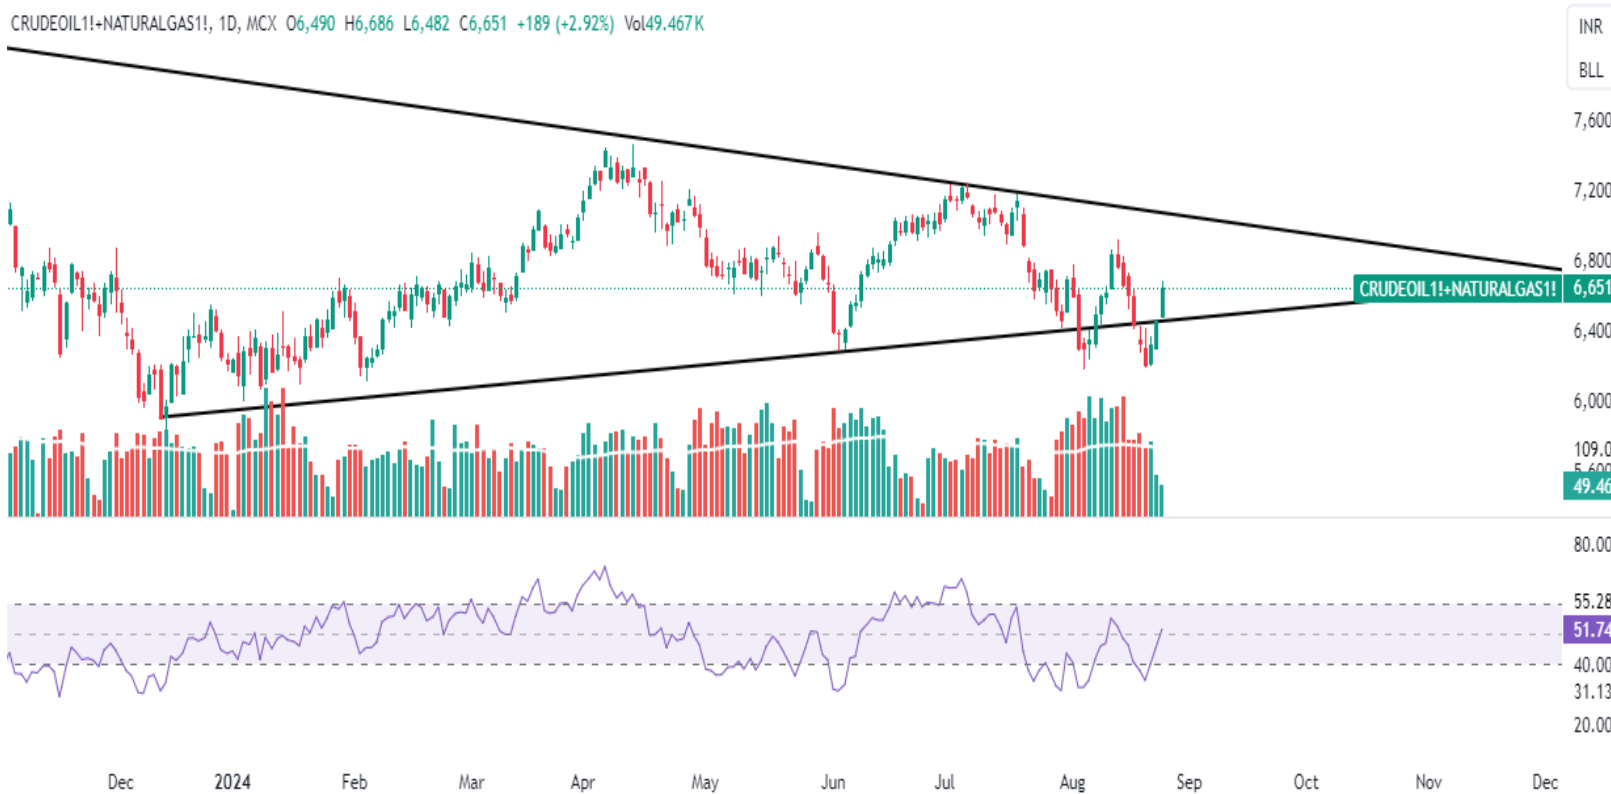 CRUDEOIL1!+NATURALGAS1!, 1D, MCX O6,490 H6,686 L6,482 C6,651 +189 (+2.92%) Vol49.467K
INR
BLL
7,600
7,200
6,800
CRUDEOIL1!+NATURALGAS1! 6,651
6,400
6,000
109.0
5,600
49.46
80.00
55.28
51.74
40.00
31.13
20.00
Dec 2024 Feb Mar Apr May Jun Jul Aug Sep Oct Nov Dec